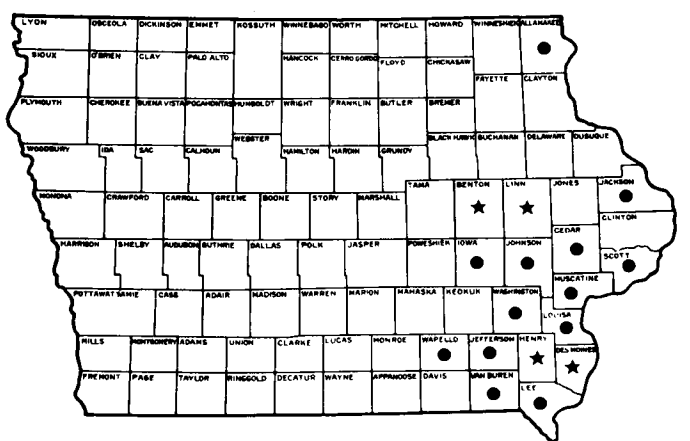 LYON OSCEOLA DICKINSON EMMET KOSSUTH WINNEBAGO WORTH MITCHELL HOWARD WINNESHIEK ALLAMAKEE
SIOUX O'BRIEN CLAY PALO ALTO HANCOCK CERRO GORDO FLOYD CHICKASAW
FAYETTE CLAYTON
PLYMOUTH CHEROKEE BUENA VISTA POCAHONTAS HUMBOLDT WRIGHT FRANKLIN BUTLER BREMER
WEBSTER BLACK HAWK BUCHANAN DELAWARE DUBUQUE
WOODBURY IDA SAC CALHOUN HAMILTON HARDIN GRUNDY
TAMA BENTON LINN JONES JACKSON
MONONA CRAWFORD CARROLL GREENE BOONE STORY MARSHALL
CLINTON
CEDAR
HARRISON SHELBY AUDUBON GUTHRIE DALLAS POLK JASPER POWESHIEK IOWA JOHNSON
SCOTT
MUSCATINE
POTTAWATTAMIE CASS ADAIR MADISON WARREN MARION MAHASKA KEOKUK WASHINGTON
LOUISA
MILLS MONTGOMERY ADAMS UNION CLARKE LUCAS MONROE WAPELLO JEFFERSON HENRY
DES MOINES
FREMONT PAGE TAYLOR RINGGOLD DECATUR WAYNE APPANOOSE DAVIS VAN BUREN
LEE